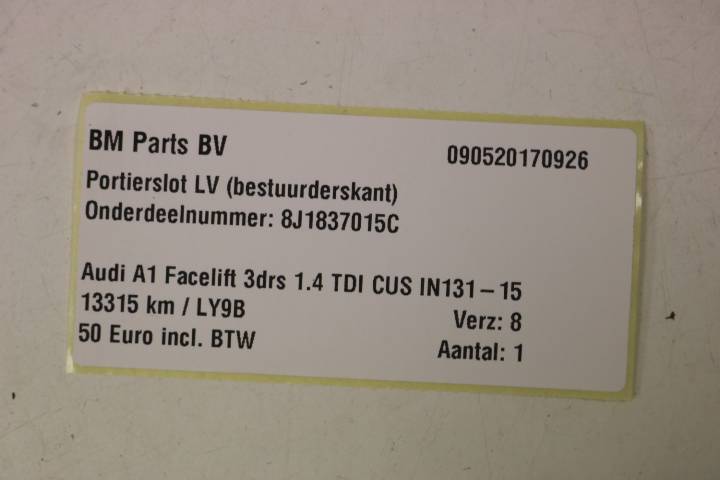 BM Parts BV 090520170926
Portierslot LV (bestuurderskant)
Onderdeelnummer: 8J1837015C
Audi A1 Facelift 3drs 1.4 TDI CUS IN131-15
13315 km / LY9B Verz: 8
50 Euro incl. BTW Aantal: 1